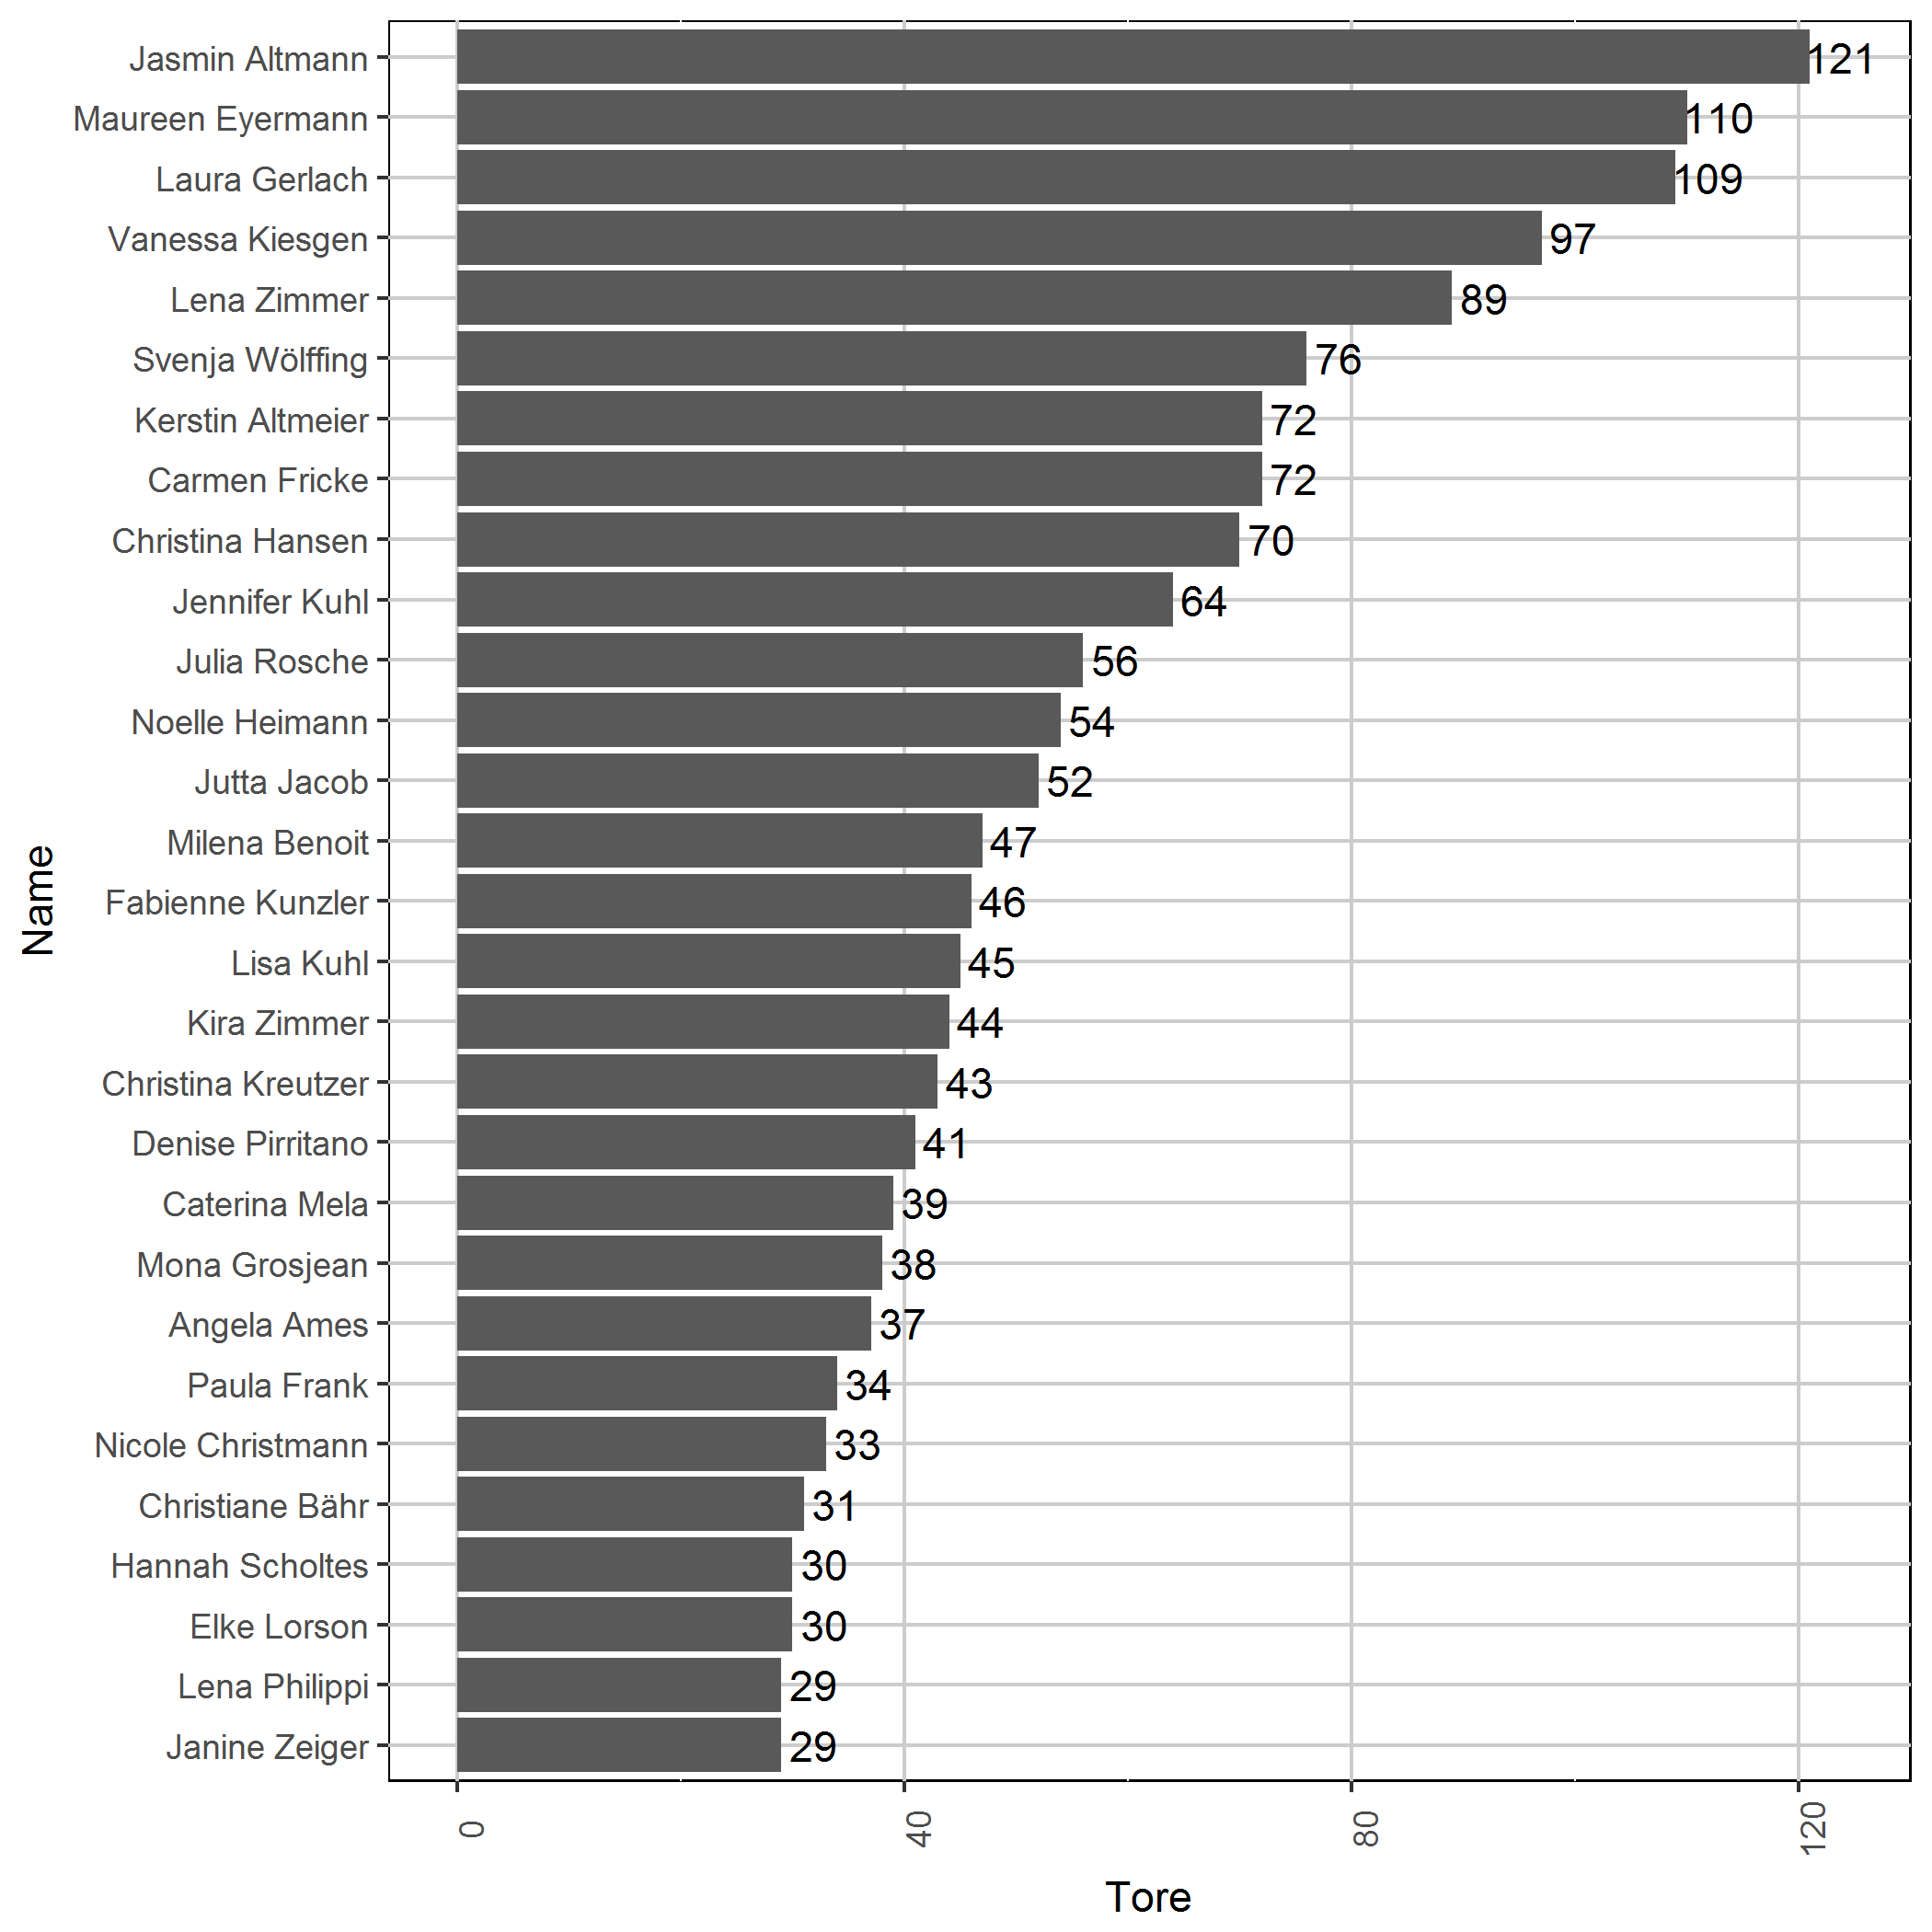 Jasmin Altmann 121
Maureen Eyermann 110
Laura Gerlach 109
Vanessa Kiesgen 97
Lena Zimmer 89
Svenja Wölffing 76
Kerstin Altmeier 72
Carmen Fricke 72
Christina Hansen 70
Jennifer Kuhl 64
Julia Rosche 56
Noelle Heimann 54
Jutta Jacob 52
Milena Benoit 47
Fabienne Kunzler 46
Lisa Kuhl 45
Kira Zimmer 44
Christina Kreutzer 43
Denise Pirritano 41
Caterina Mela 39
Mona Grosjean 38
Angela Ames 37
Paula Frank 34
Nicole Christmann 33
Christiane Bähr 31
Hannah Scholtes 30
Elke Lorson 30
Lena Philippi 29
Janine Zeiger 29
Name
0 40 80 120
Tore